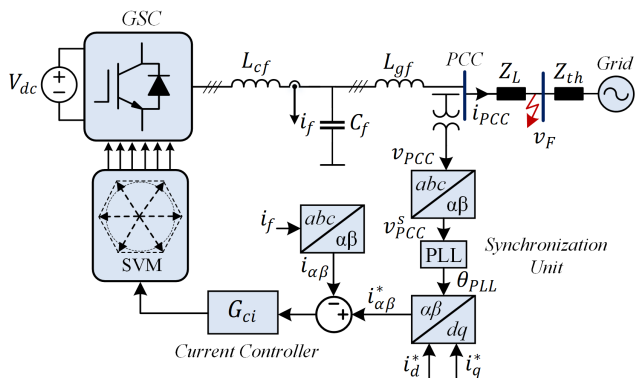 GSC
V_dc
L_cf
L_gf
PCC
Z_L
Z_th
Grid
i_f
C_f
i_PCC
v_F
v_PCC
abc
αβ
v^s_PCC
PLL
Synchronization
Unit
θ_PLL
SVM
i_f
abc
αβ
i_αβ
G_ci
− +
i^*_αβ
αβ
dq
Current Controller
i^*_d
i^*_q